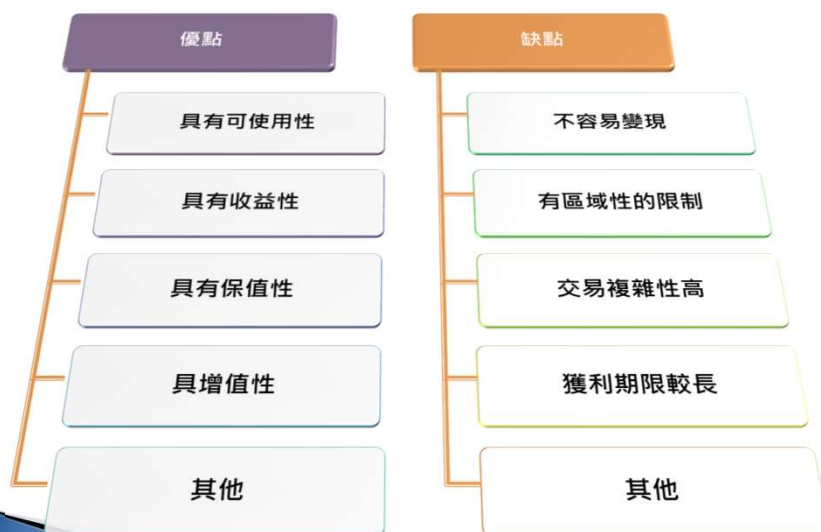 優點
具有可使用性
具有收益性
具有保值性
具增值性
其他
缺點
不容易變現
有區域性的限制
交易複雜性高
獲利期限較長
其他